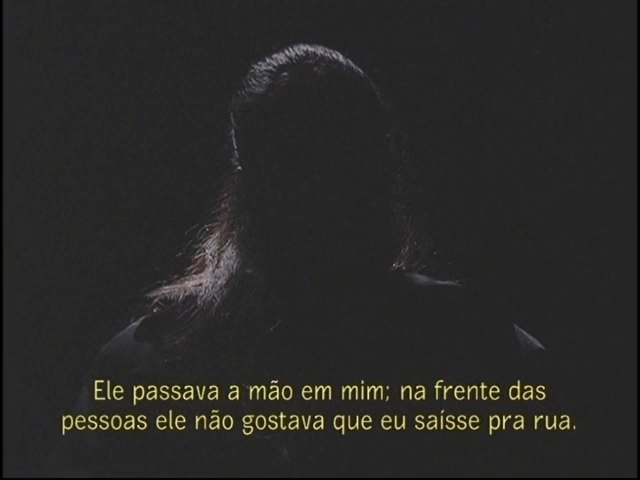 Ele passava a mão em mim; na frente das
pessoas ele não gostava que eu saísse pra rua.